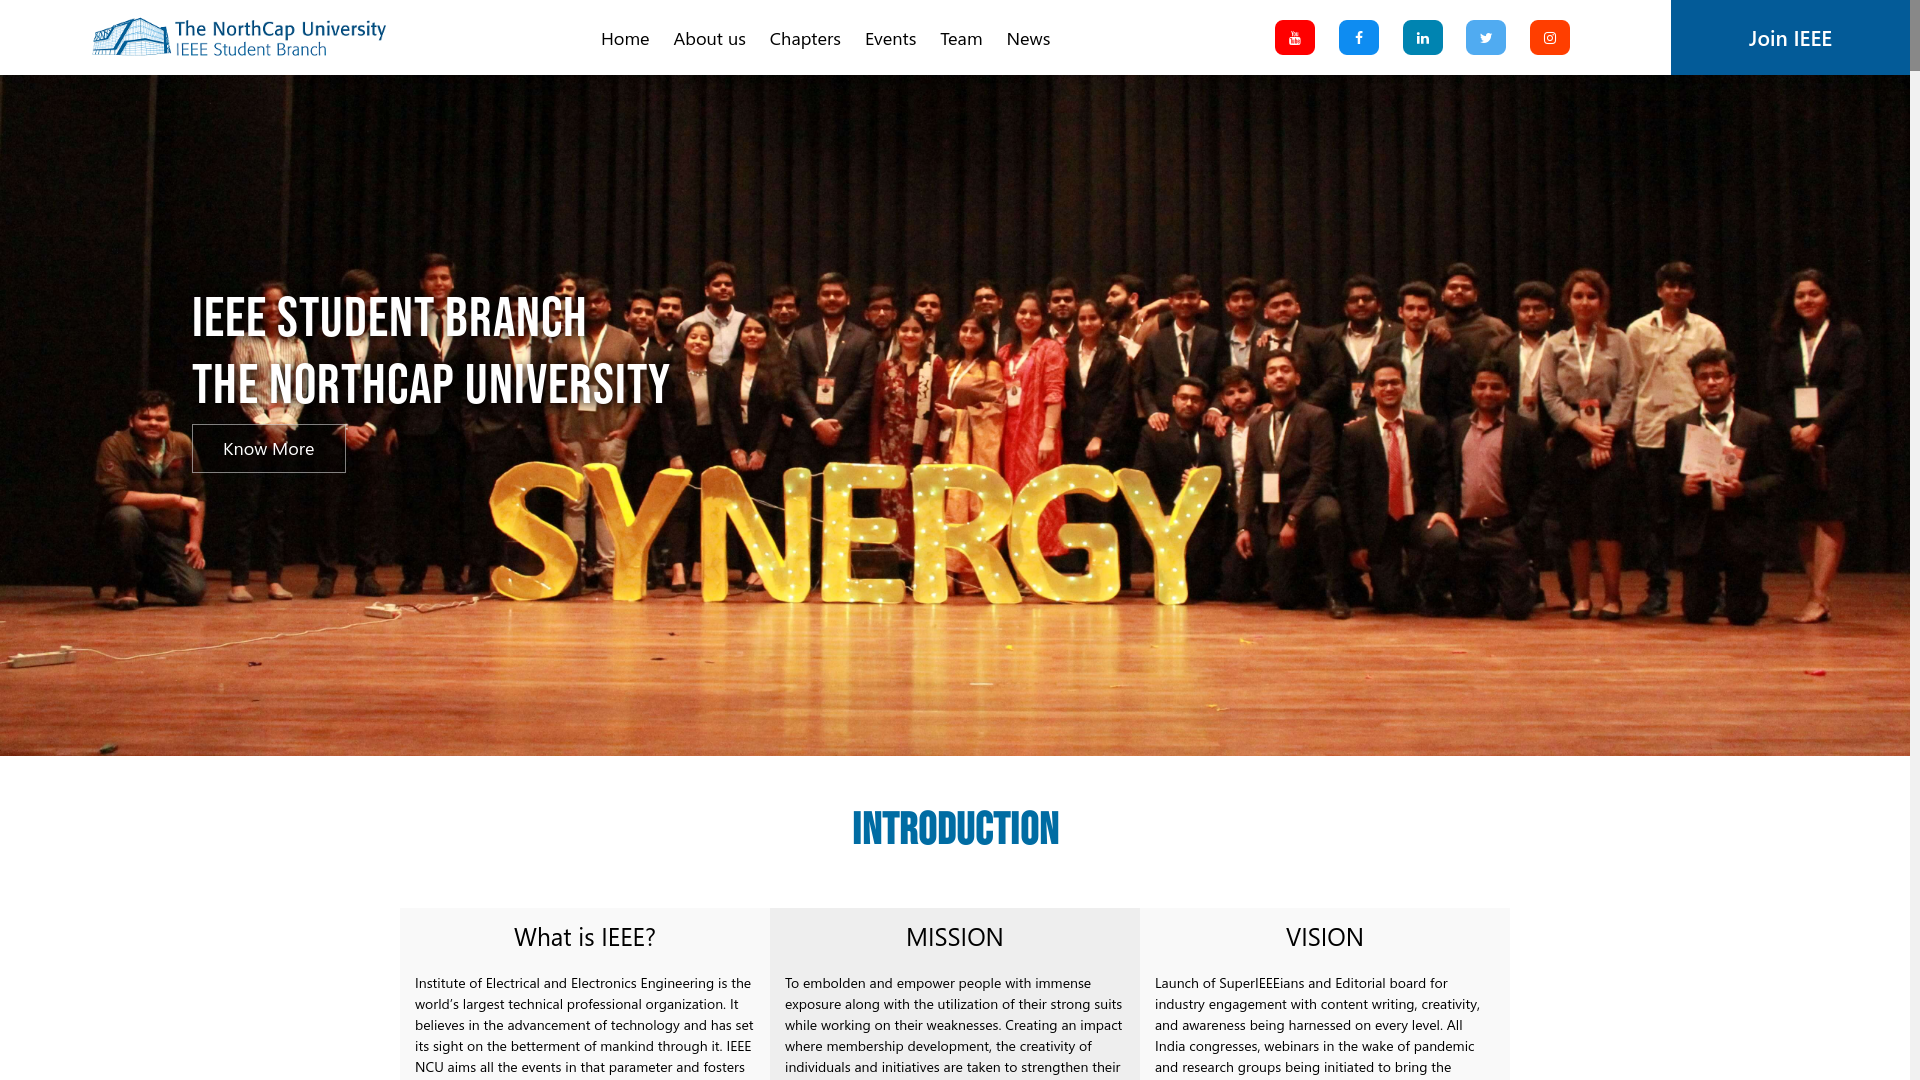 The NorthCap University
IEEE Student Branch
Home About us Chapters Events Team News
Join IEEE
IEEE STUDENT BRANCH
THE NORTHCAP UNIVERSITY
Know More
SYNERGY
INTRODUCTION
What is IEEE?
Institute of Electrical and Electronics Engineering is the
world's largest technical professional organization. It
believes in the advancement of technology and has set
its sight on the betterment of mankind through it. IEEE
NCU aims all the events in that parameter and fosters
MISSION
To embolden and empower people with immense
exposure along with the utilization of their strong suits
while working on their weaknesses. Creating an impact
where membership development, the creativity of
individuals and initiatives are taken to strengthen their
VISION
Launch of SuperIEEEians and Editorial board for
industry engagement with content writing, creativity,
and awareness being harnessed on every level. All
India congresses, webinars in the wake of pandemic
and research groups being initiated to bring the